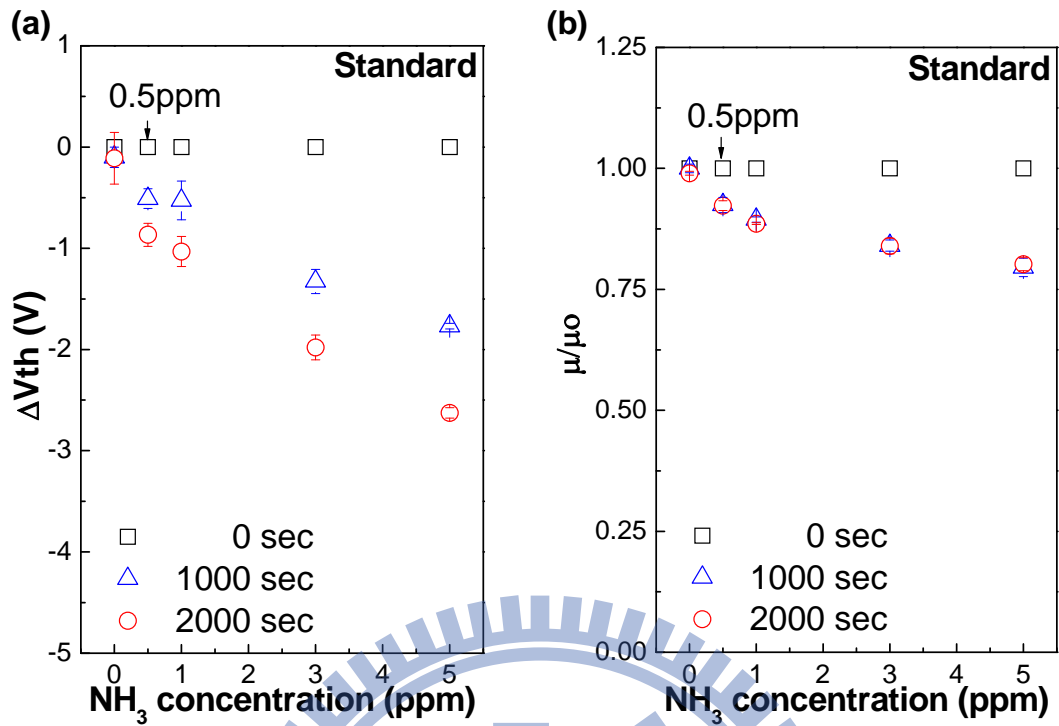 (a)
Standard
0.5ppm
1
0
-1
-2
-3
-4
-5
ΔVth (V)
0 sec
1000 sec
2000 sec
0 1 2 3 4 5
NH3 concentration (ppm)
(b)
Standard
0.5ppm
1.25
1.00
0.75
0.50
0.25
0.00
μ/μo
0 sec
1000 sec
2000 sec
0 1 2 3 4 5
NH3 concentration (ppm)